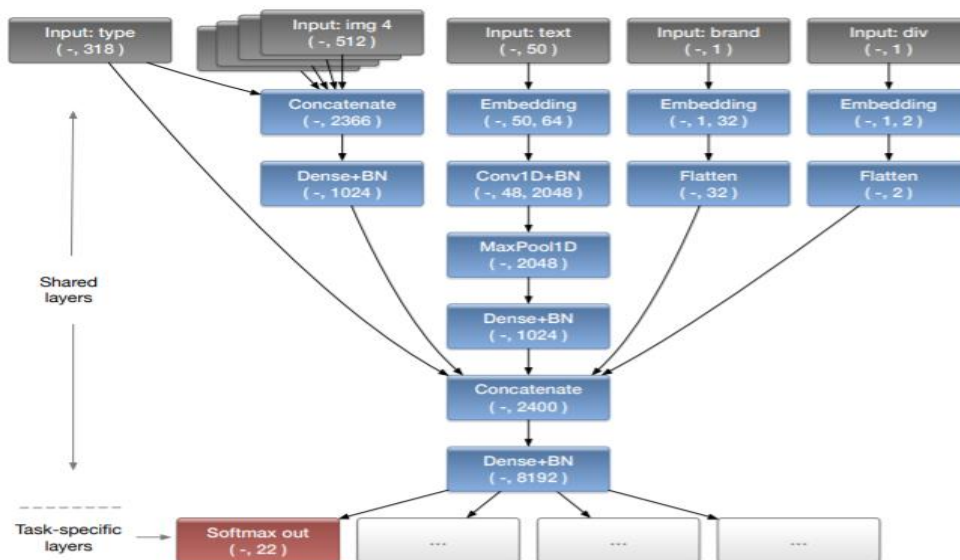 Input: type
( -, 318 )
Input: img 4
( -, 512 )
Input: text
( -, 50 )
Input: brand
( -, 1 )
Input: div
( -, 1 )
Concatenate
( -, 2366 )
Embedding
( -, 50, 64 )
Embedding
( -, 1, 32 )
Embedding
( -, 1, 2 )
Dense+BN
( -, 1024 )
Conv1D+BN
( -, 48, 2048 )
Flatten
( -, 32 )
Flatten
( -, 2 )
MaxPool1D
( -, 2048 )
Shared
layers
Dense+BN
( -, 1024 )
Concatenate
( -, 2400 )
Dense+BN
( -, 8192 )
Task-specific
layers
Softmax out
( -, 22 )
---
---
---